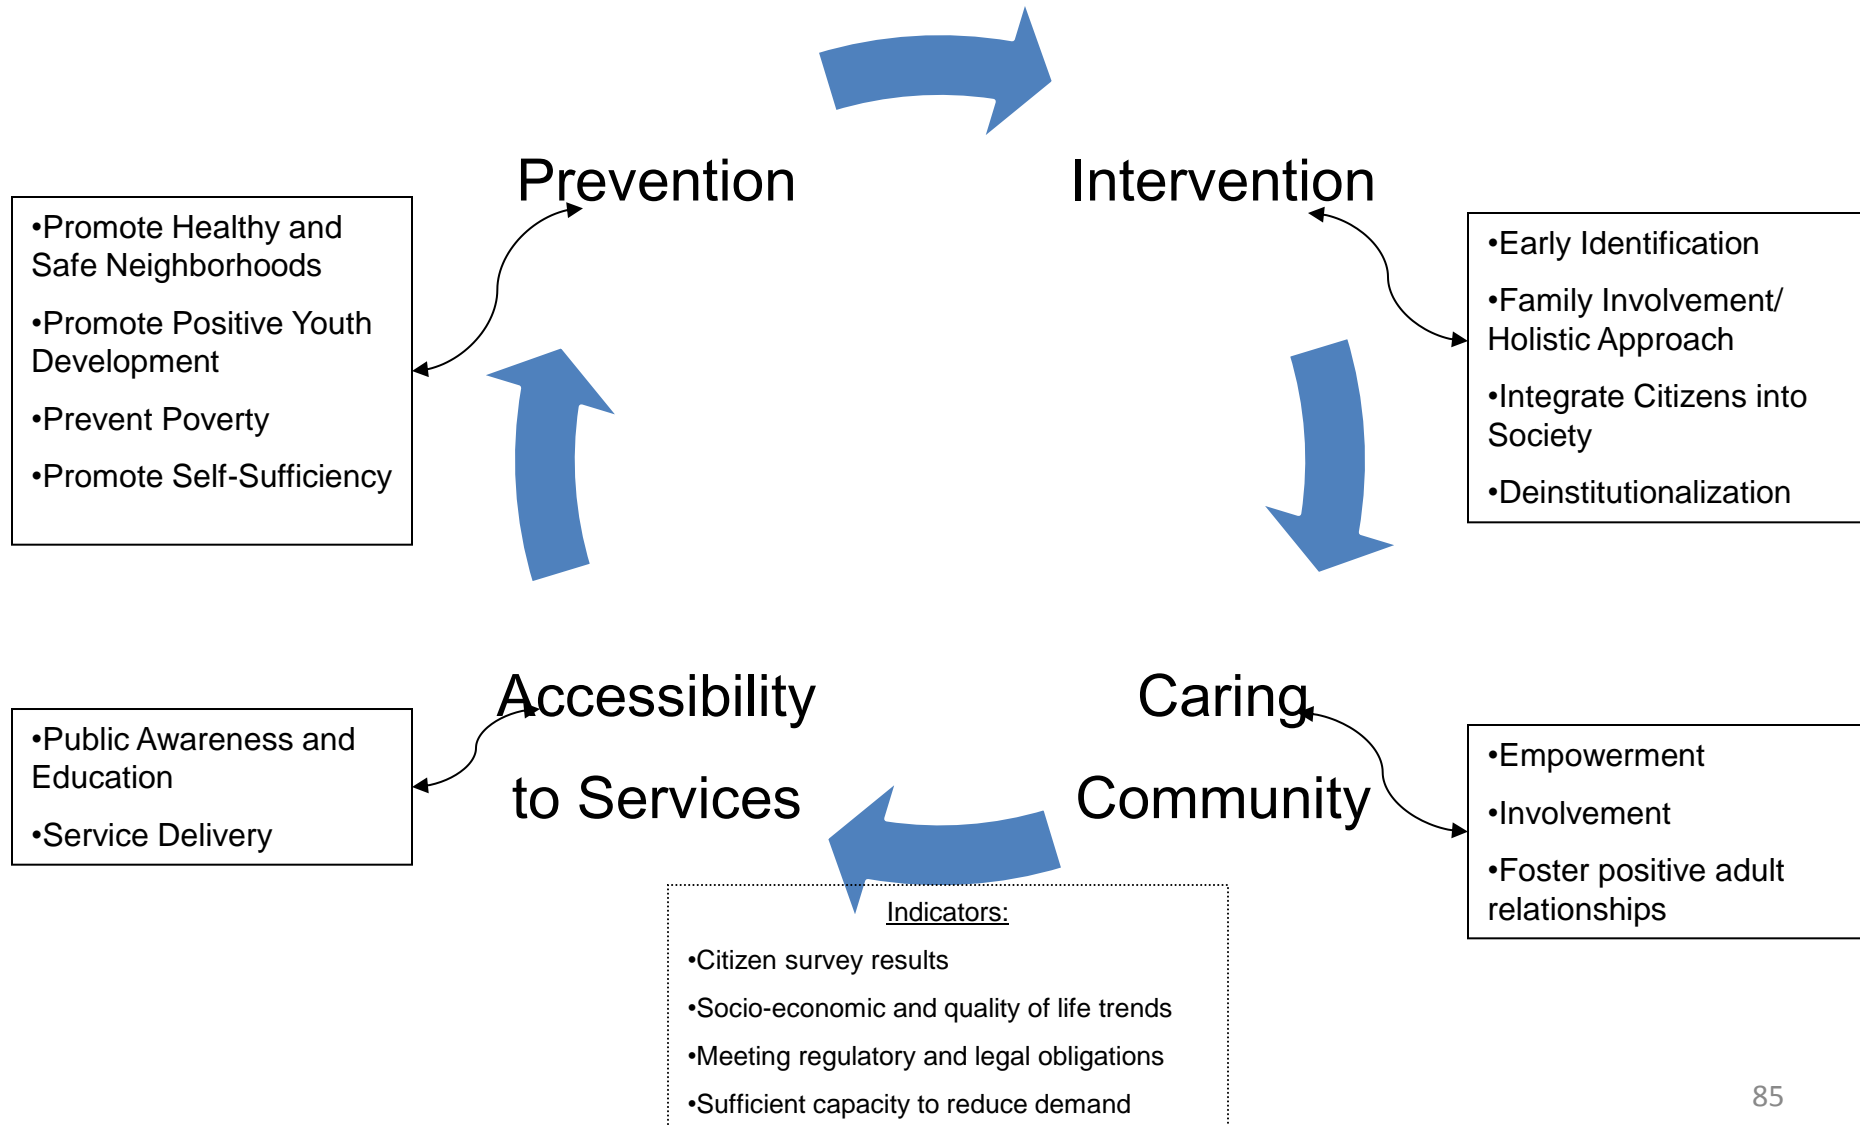 Prevention
Intervention
•Promote Healthy and
Safe Neighborhoods
•Promote Positive Youth
Development
•Prevent Poverty
•Promote Self-Sufficiency
•Early Identification
•Family Involvement/
Holistic Approach
•Integrate Citizens into
Society
•Deinstitutionalization
Accessibility
to Services
Caring
Community
•Public Awareness and
Education
•Service Delivery
•Empowerment
•Involvement
•Foster positive adult
relationships
Indicators:
•Citizen survey results
•Socio-economic and quality of life trends
•Meeting regulatory and legal obligations
•Sufficient capacity to reduce demand
85